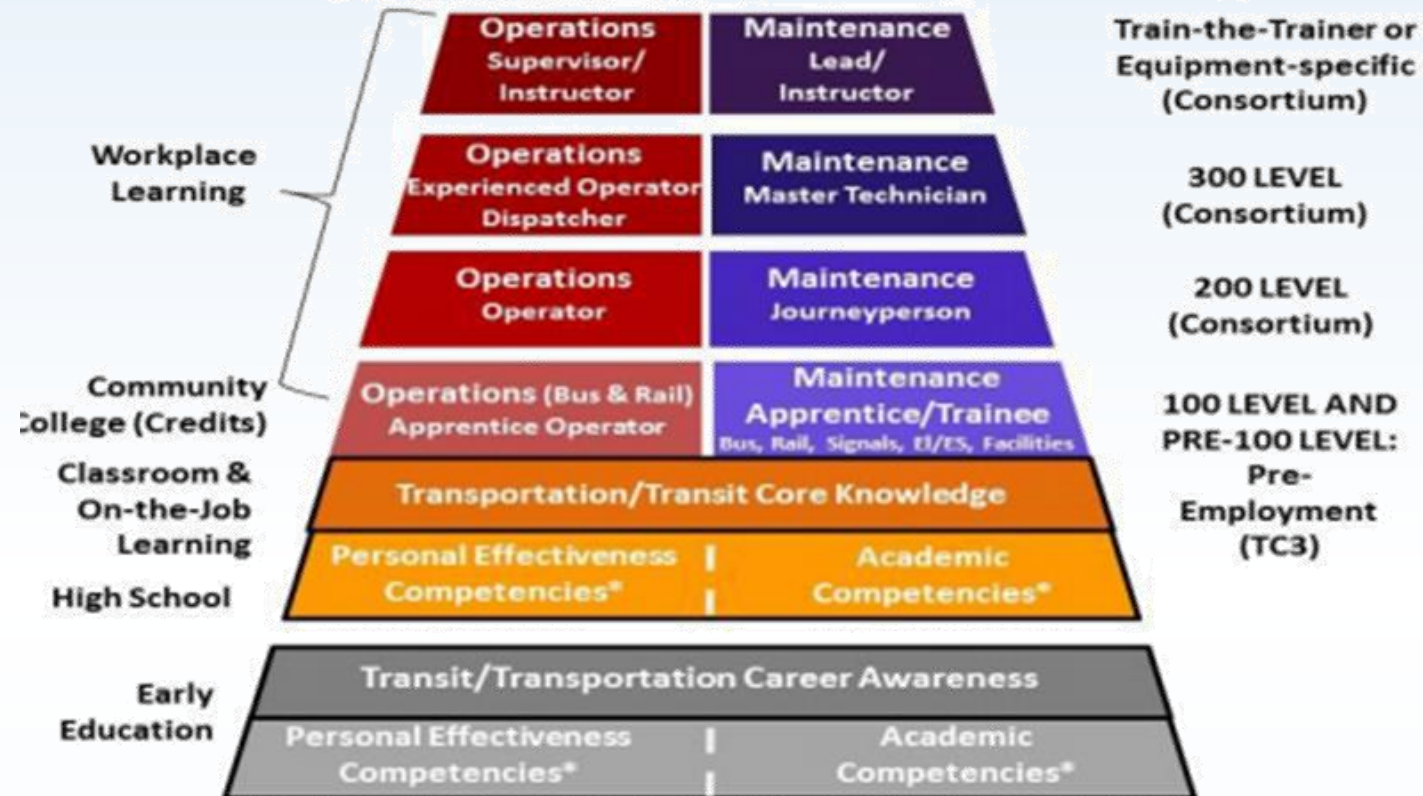 Operations
Supervisor/
Instructor
Maintenance
Lead/
Instructor
Train-the-Trainer or
Equipment-specific
(Consortium)
Workplace
Learning
Operations
Experienced Operator
Dispatcher
Maintenance
Master Technician
300 LEVEL
(Consortium)
Operations
Operator
Maintenance
Journeyperson
200 LEVEL
(Consortium)
Community
College (Credits)
Operations (Bus & Rail)
Apprentice Operator
Maintenance
Apprentice/Trainee
Bus, Rail, Signals, El/ES, Facilities
100 LEVEL AND
PRE-100 LEVEL:
Pre-
Employment
(TC3)
Classroom &
On-the-Job
Learning
Transportation/Transit Core Knowledge
High School
Personal Effectiveness
Competencies*
Academic
Competencies*
Early
Education
Transit/Transportation Career Awareness
Personal Effectiveness
Competencies*
Academic
Competencies*